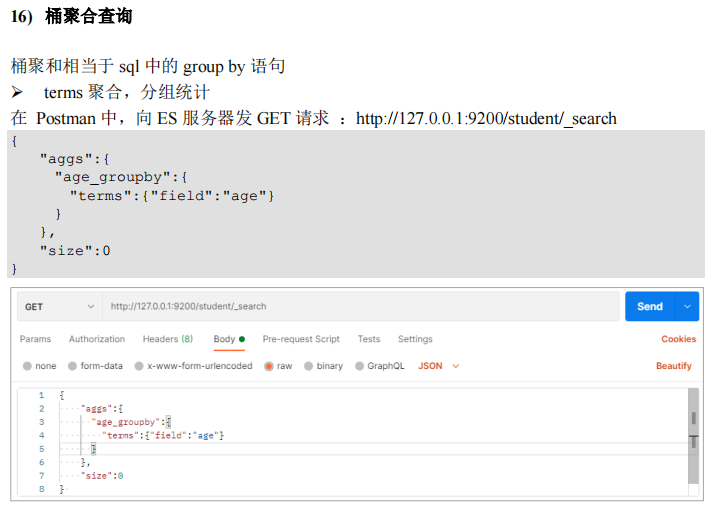 16) 桶聚合查询
桶聚和相当于 sql 中的 group by 语句
➢ terms 聚合，分组统计
在 Postman 中，向 ES 服务器发 GET 请求 ：http://127.0.0.1:9200/student/_search
{
"aggs":{
"age_groupby":{
"terms":{"field":"age"}
}
},
"size":0
}
GET http://127.0.0.1:9200/student/_search Send
Params Authorization Headers (8) Body Pre-request Script Tests Settings Cookies
none form-data x-www-form-urlencoded raw binary GraphQL JSON Beautify
1 {
2 "aggs":{
3 "age_groupby":{
4 "terms":{"field":"age"}
5 }
6 },
7 "size":0
8 }